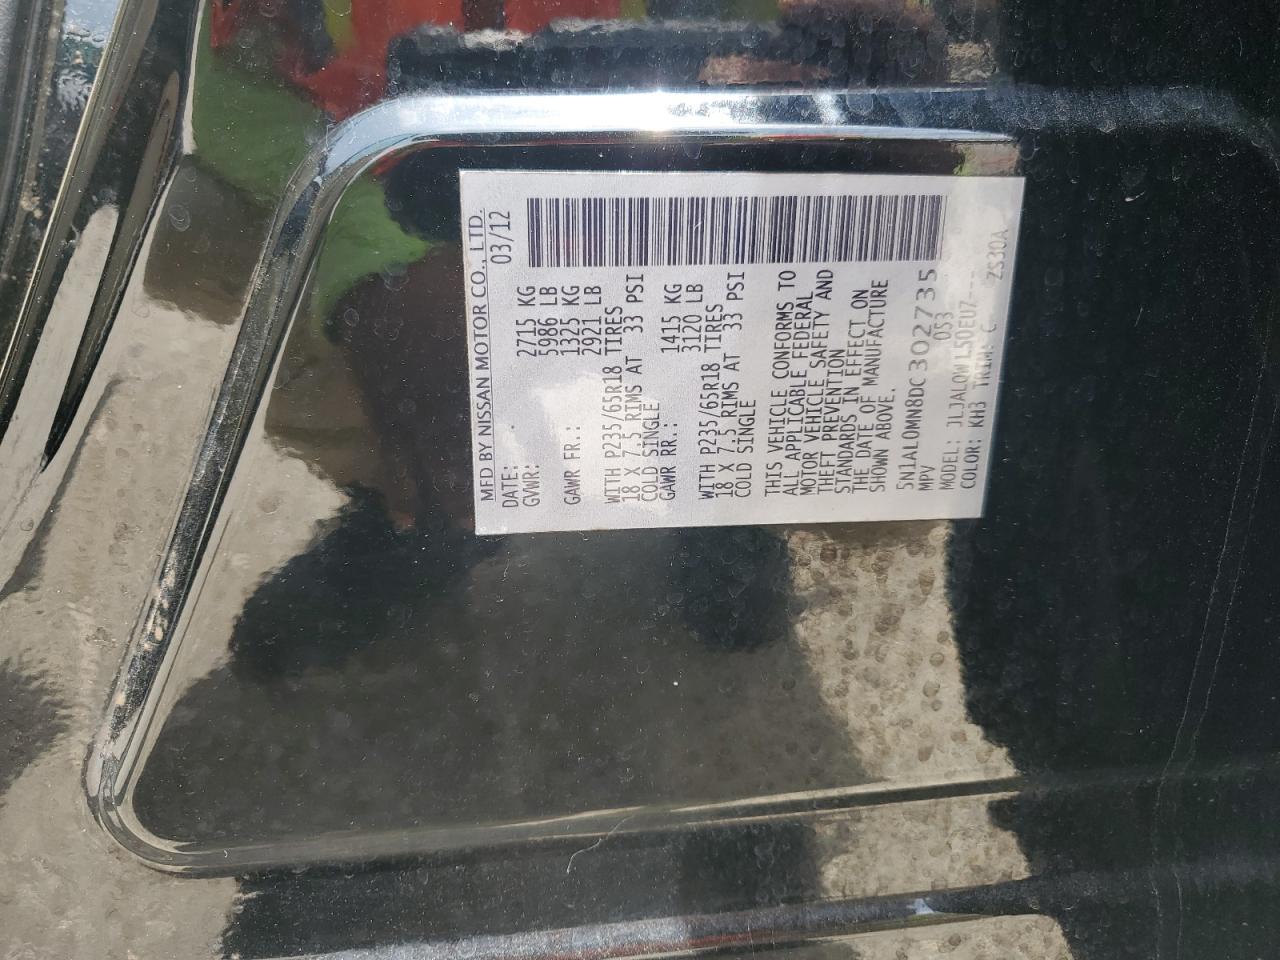 MFD BY NISSAN MOTOR CO., LTD.
DATE: 03/12
GVWR: 2715 KG
5986 LB
GAWR FR.: 1325 KG
2921 LB
WITH P235/65R18 TIRES
18 X 7.5 RIMS AT 33 PSI
COLD SINGLE
GAWR RR.: 1415 KG
3120 LB
WITH P235/65R18 TIRES
18 X 7.5 RIMS AT 33 PSI
COLD SINGLE
THIS VEHICLE CONFORMS TO
ALL APPLICABLE FEDERAL
MOTOR VEHICLE SAFETY AND
THEFT PREVENTION
STANDARDS IN EFFECT ON
THE DATE OF MANUFACTURE
SHOWN ABOVE.
5N1AL0MN8DC302735
MPV 053
MODEL: JLJALOWL50EU7---
COLOR: KH3 TRIM: C ZS30A